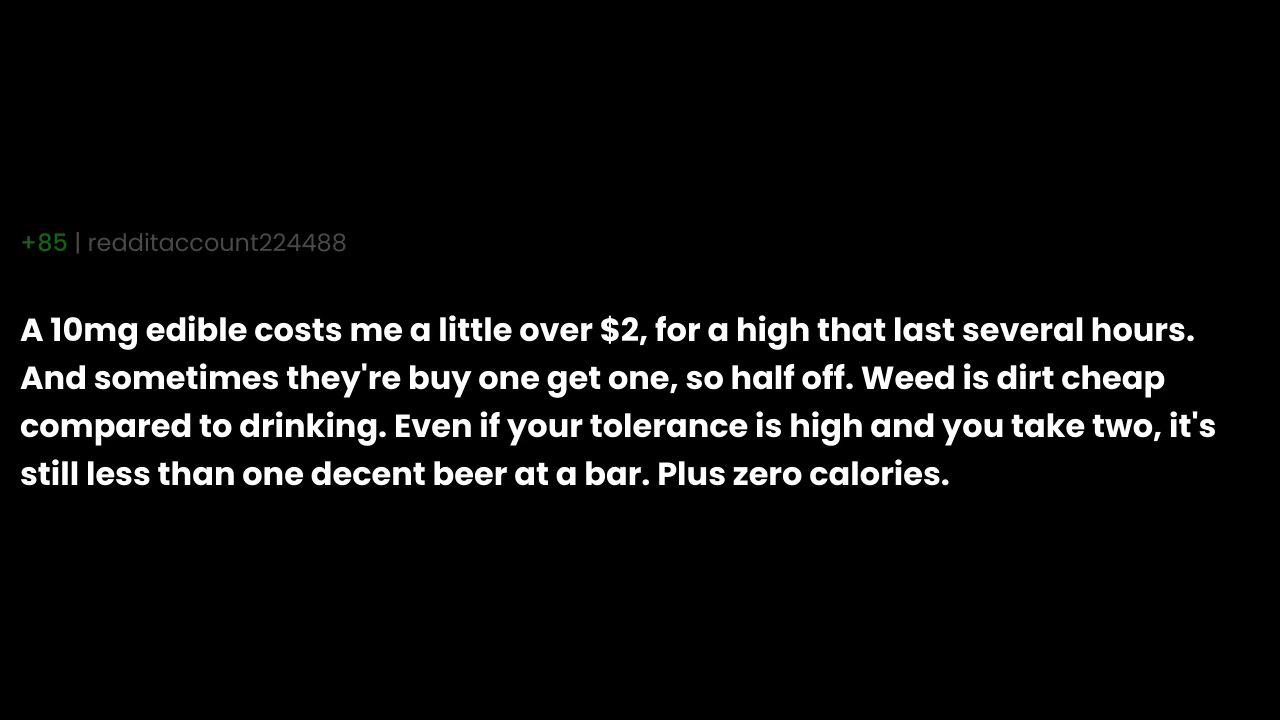 +85 | redditaccount224488
A 10mg edible costs me a little over $2, for a high that last several hours.
And sometimes they're buy one get one, so half off. Weed is dirt cheap
compared to drinking. Even if your tolerance is high and you take two, it's
still less than one decent beer at a bar. Plus zero calories.